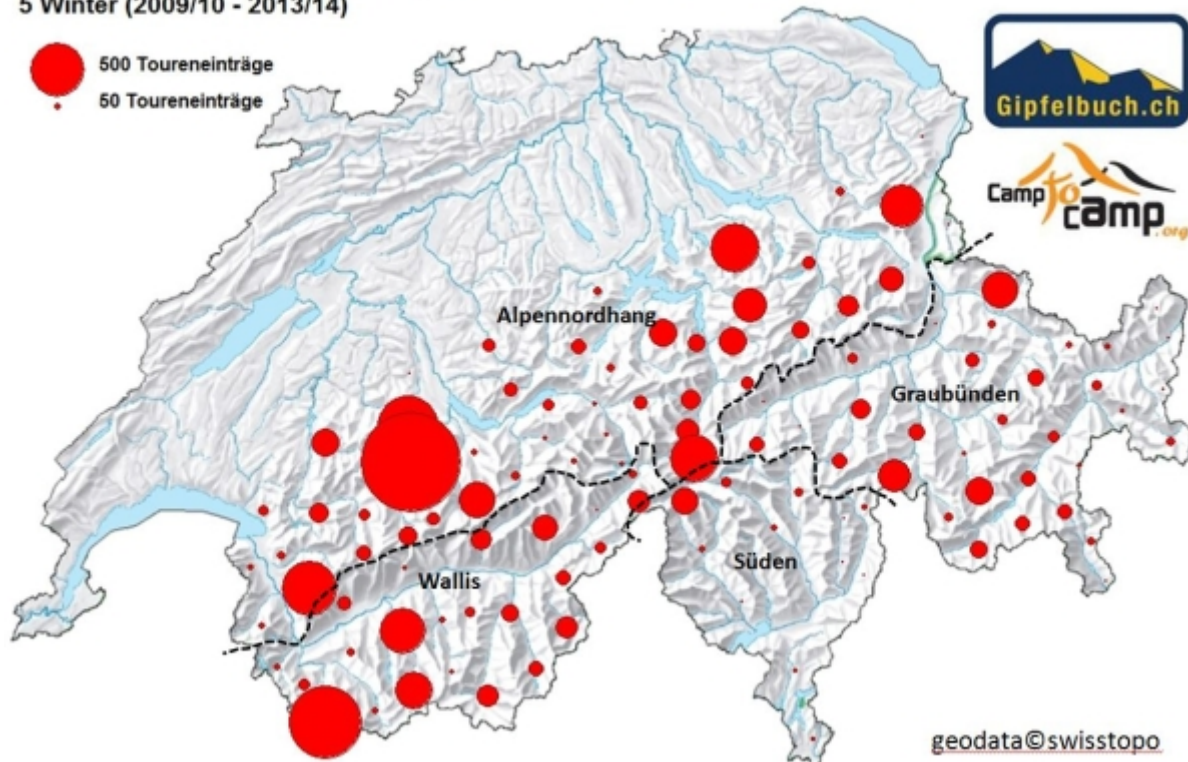 5 Winter (2009/10 - 2013/14)
500 Toureneinträge
50 Toureneinträge
Gipfelbuch.ch
Camp to camp.org
Alpennordhang
Graubünden
Süden
Wallis
geodata©swisstopo